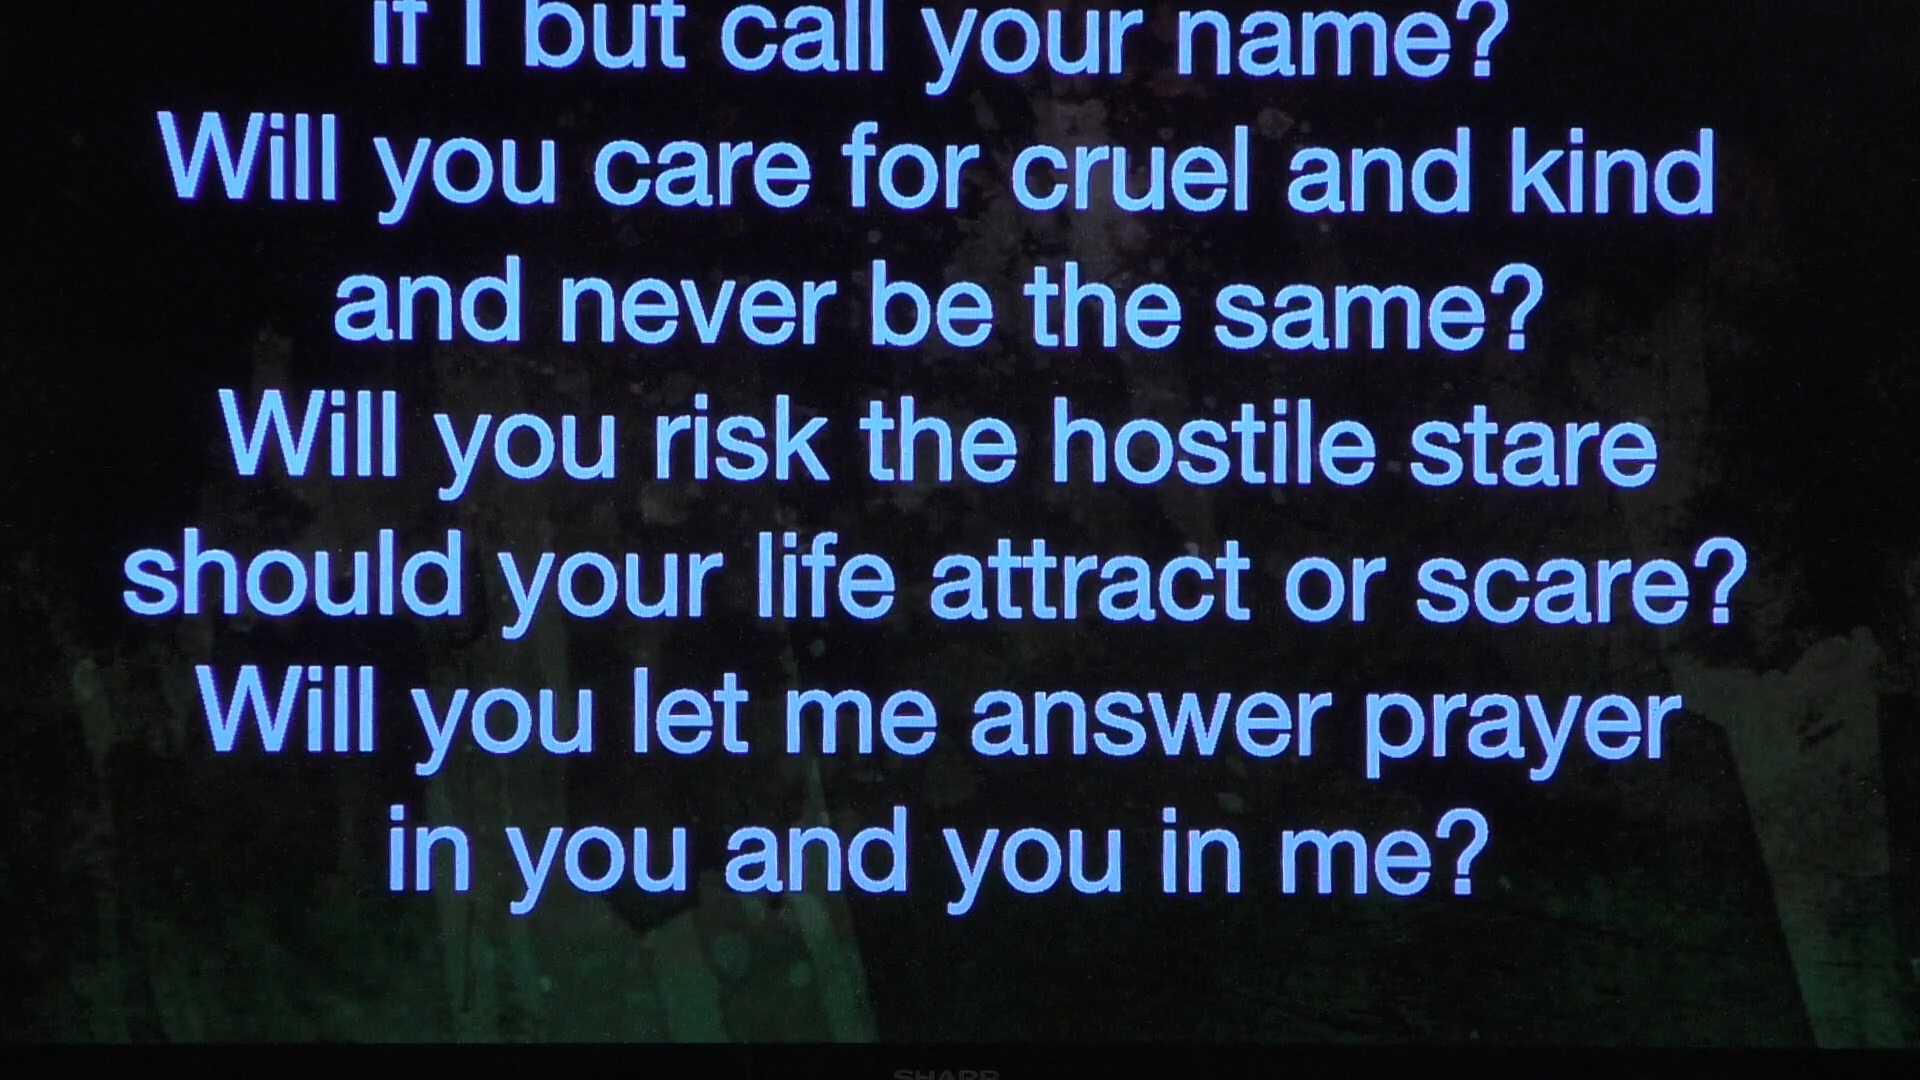 if I but call your name?
Will you care for cruel and kind
and never be the same?
Will you risk the hostile stare
should your life attract or scare?
Will you let me answer prayer
in you and you in me?
SHARP